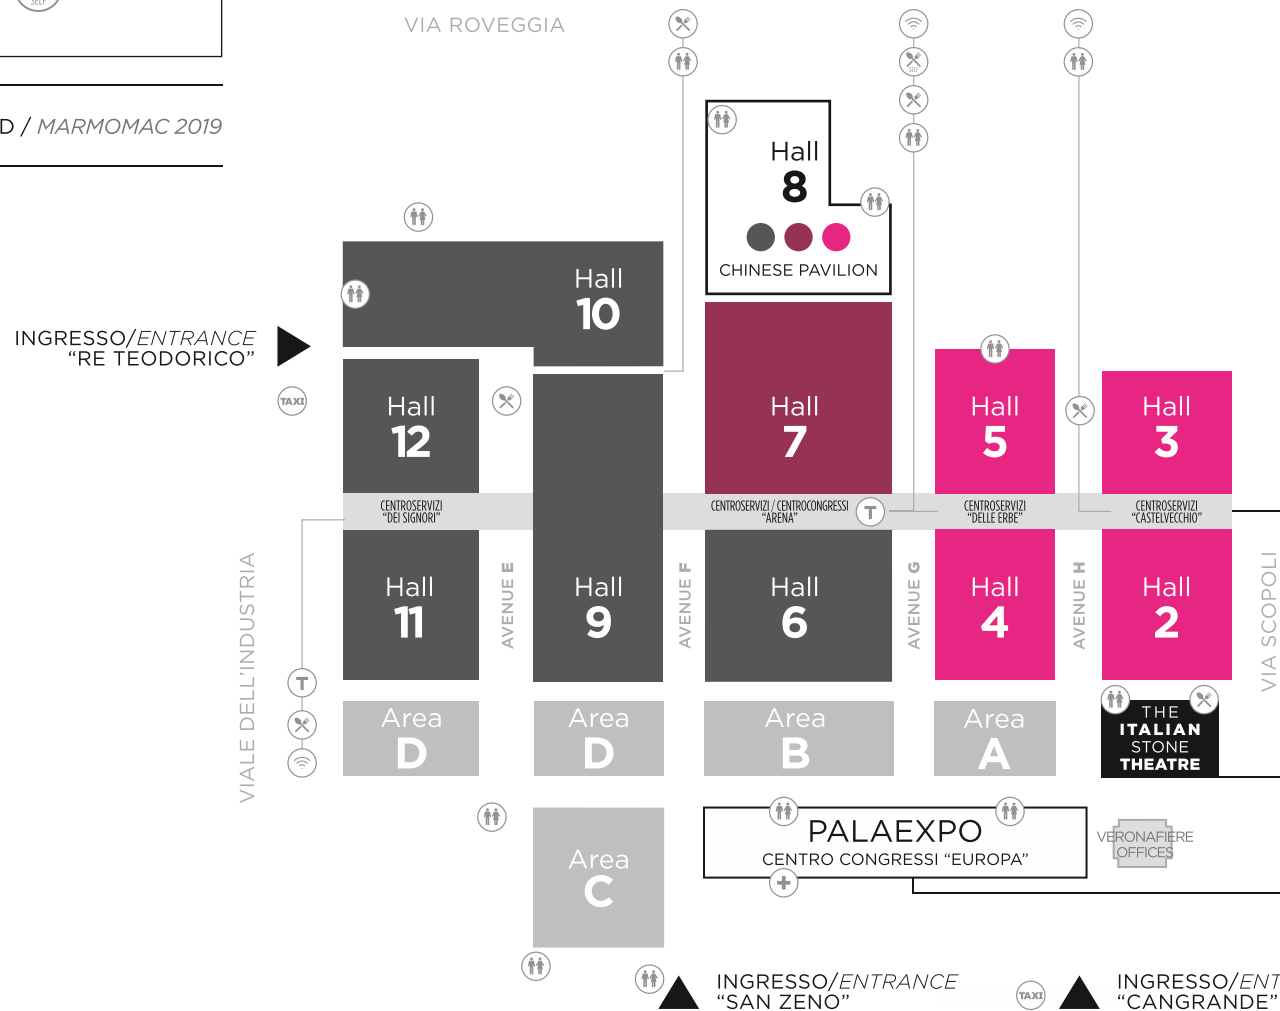 SELF
VIA ROVEGGIA
SELF
D / MARMOMAC 2019
Hall
8
CHINESE PAVILION
Hall
10
INGRESSO/ENTRANCE
“RE TEODORICO”
TAXI
Hall
12
Hall
7
Hall
5
Hall
3
CENTROSERVIZI
“DEI SIGNORI”
CENTROSERVIZI / CENTROCONGRESSI
“ARENA”
T
CENTROSERVIZI
“DELLE ERBE”
CENTROSERVIZI
“CASTELVECCHIO”
VIALE DELL’INDUSTRIA
Hall
11
AVENUE E
Hall
9
AVENUE F
Hall
6
AVENUE G
Hall
4
AVENUE H
Hall
2
VIA SCOPOLI
T
Area
D
Area
D
Area
B
Area
A
THE
ITALIAN
STONE
THEATRE
PALAEXPO
CENTRO CONGRESSI “EUROPA”
VERONAFIERE
OFFICES
Area
C
INGRESSO/ENTRANCE
“SAN ZENO”
TAXI
INGRESSO/ENT
“CANGRANDE”